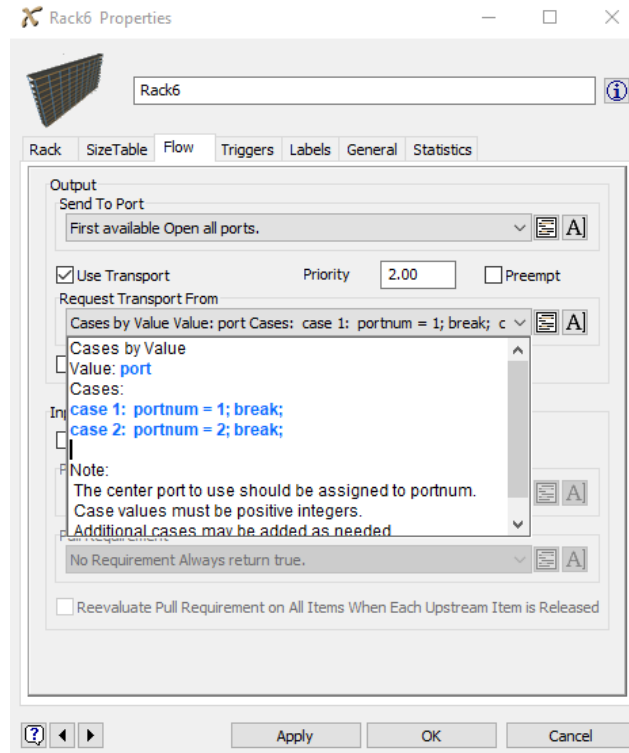 Rack6 Properties
Rack6
Rack SizeTable Flow Triggers Labels General Statistics
Output
Send To Port
First available Open all ports.
A]
Use Transport Priority 2.00 Preempt
Request Transport From
Cases by Value Value: port Cases: case 1: portnum = 1; break; c
A]
Cases by Value
Value: port
Cases:
case 1: portnum = 1; break;
case 2: portnum = 2; break;
Note:
The center port to use should be assigned to portnum.
A]
Case values must be positive integers.
Additional cases may be added as needed
No Requirement Always return true.
A]
Reevaluate Pull Requirement on All Items When Each Upstream Item is Released
Apply OK Cancel